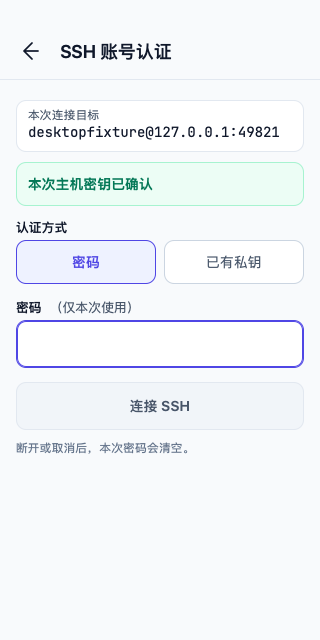 SSH 账号认证
本次连接目标
desktopfixture@127.0.0.1:49821
本次主机密钥已确认
认证方式
密码
已有私钥
密码 （仅本次使用）
连接 SSH
断开或取消后，本次密码会清空。